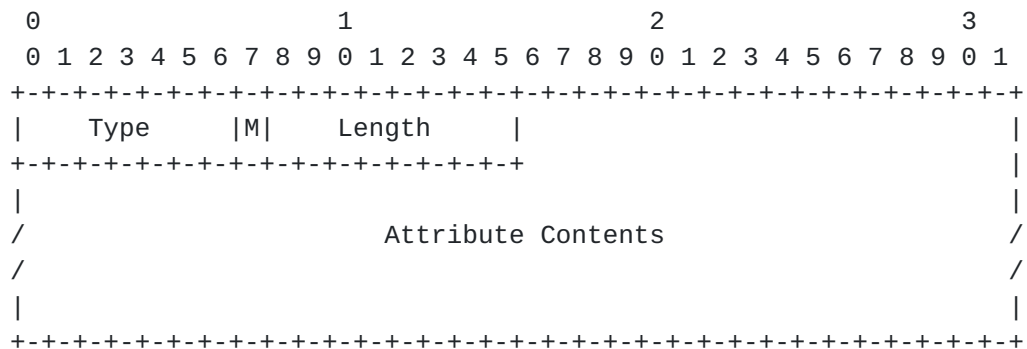 0                   1                   2                   3
 0 1 2 3 4 5 6 7 8 9 0 1 2 3 4 5 6 7 8 9 0 1 2 3 4 5 6 7 8 9 0 1
+-+-+-+-+-+-+-+-+-+-+-+-+-+-+-+-+-+-+-+-+-+-+-+-+-+-+-+-+-+-+-+-+
|    Type     |M|    Length     |                               |
+-+-+-+-+-+-+-+-+-+-+-+-+-+-+-+-+                               |
|                                                               |
/                       Attribute Contents                      /
/                                                               /
|                                                               |
+-+-+-+-+-+-+-+-+-+-+-+-+-+-+-+-+-+-+-+-+-+-+-+-+-+-+-+-+-+-+-+-+